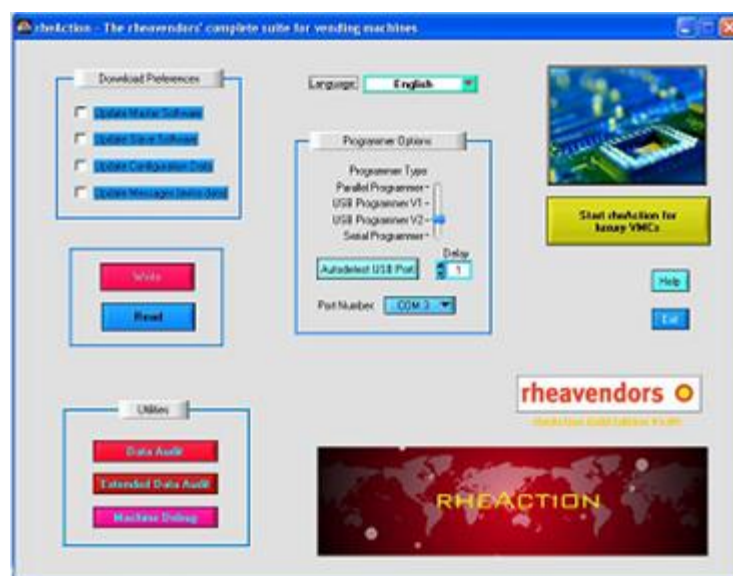 rheAction - The rheavendors' complete suite for vending machines
Download Preferences
Update Master Software
Update Slave Software
Update Configuration Data
Update Messages
Write
Read
Utilities
Data Audit
Extended Data Audit
Machine Debug
Language: English
Programmer Options
Programmer Type
Parallel Programmer
USB Programmer V1
USB Programmer V2
Serial Programmer
Delay
Autodetect USB Port
1
Port Number: COM 3
Start rheAction for
luxury VMCs
Help
Exit
rheavendors
RHEACTION